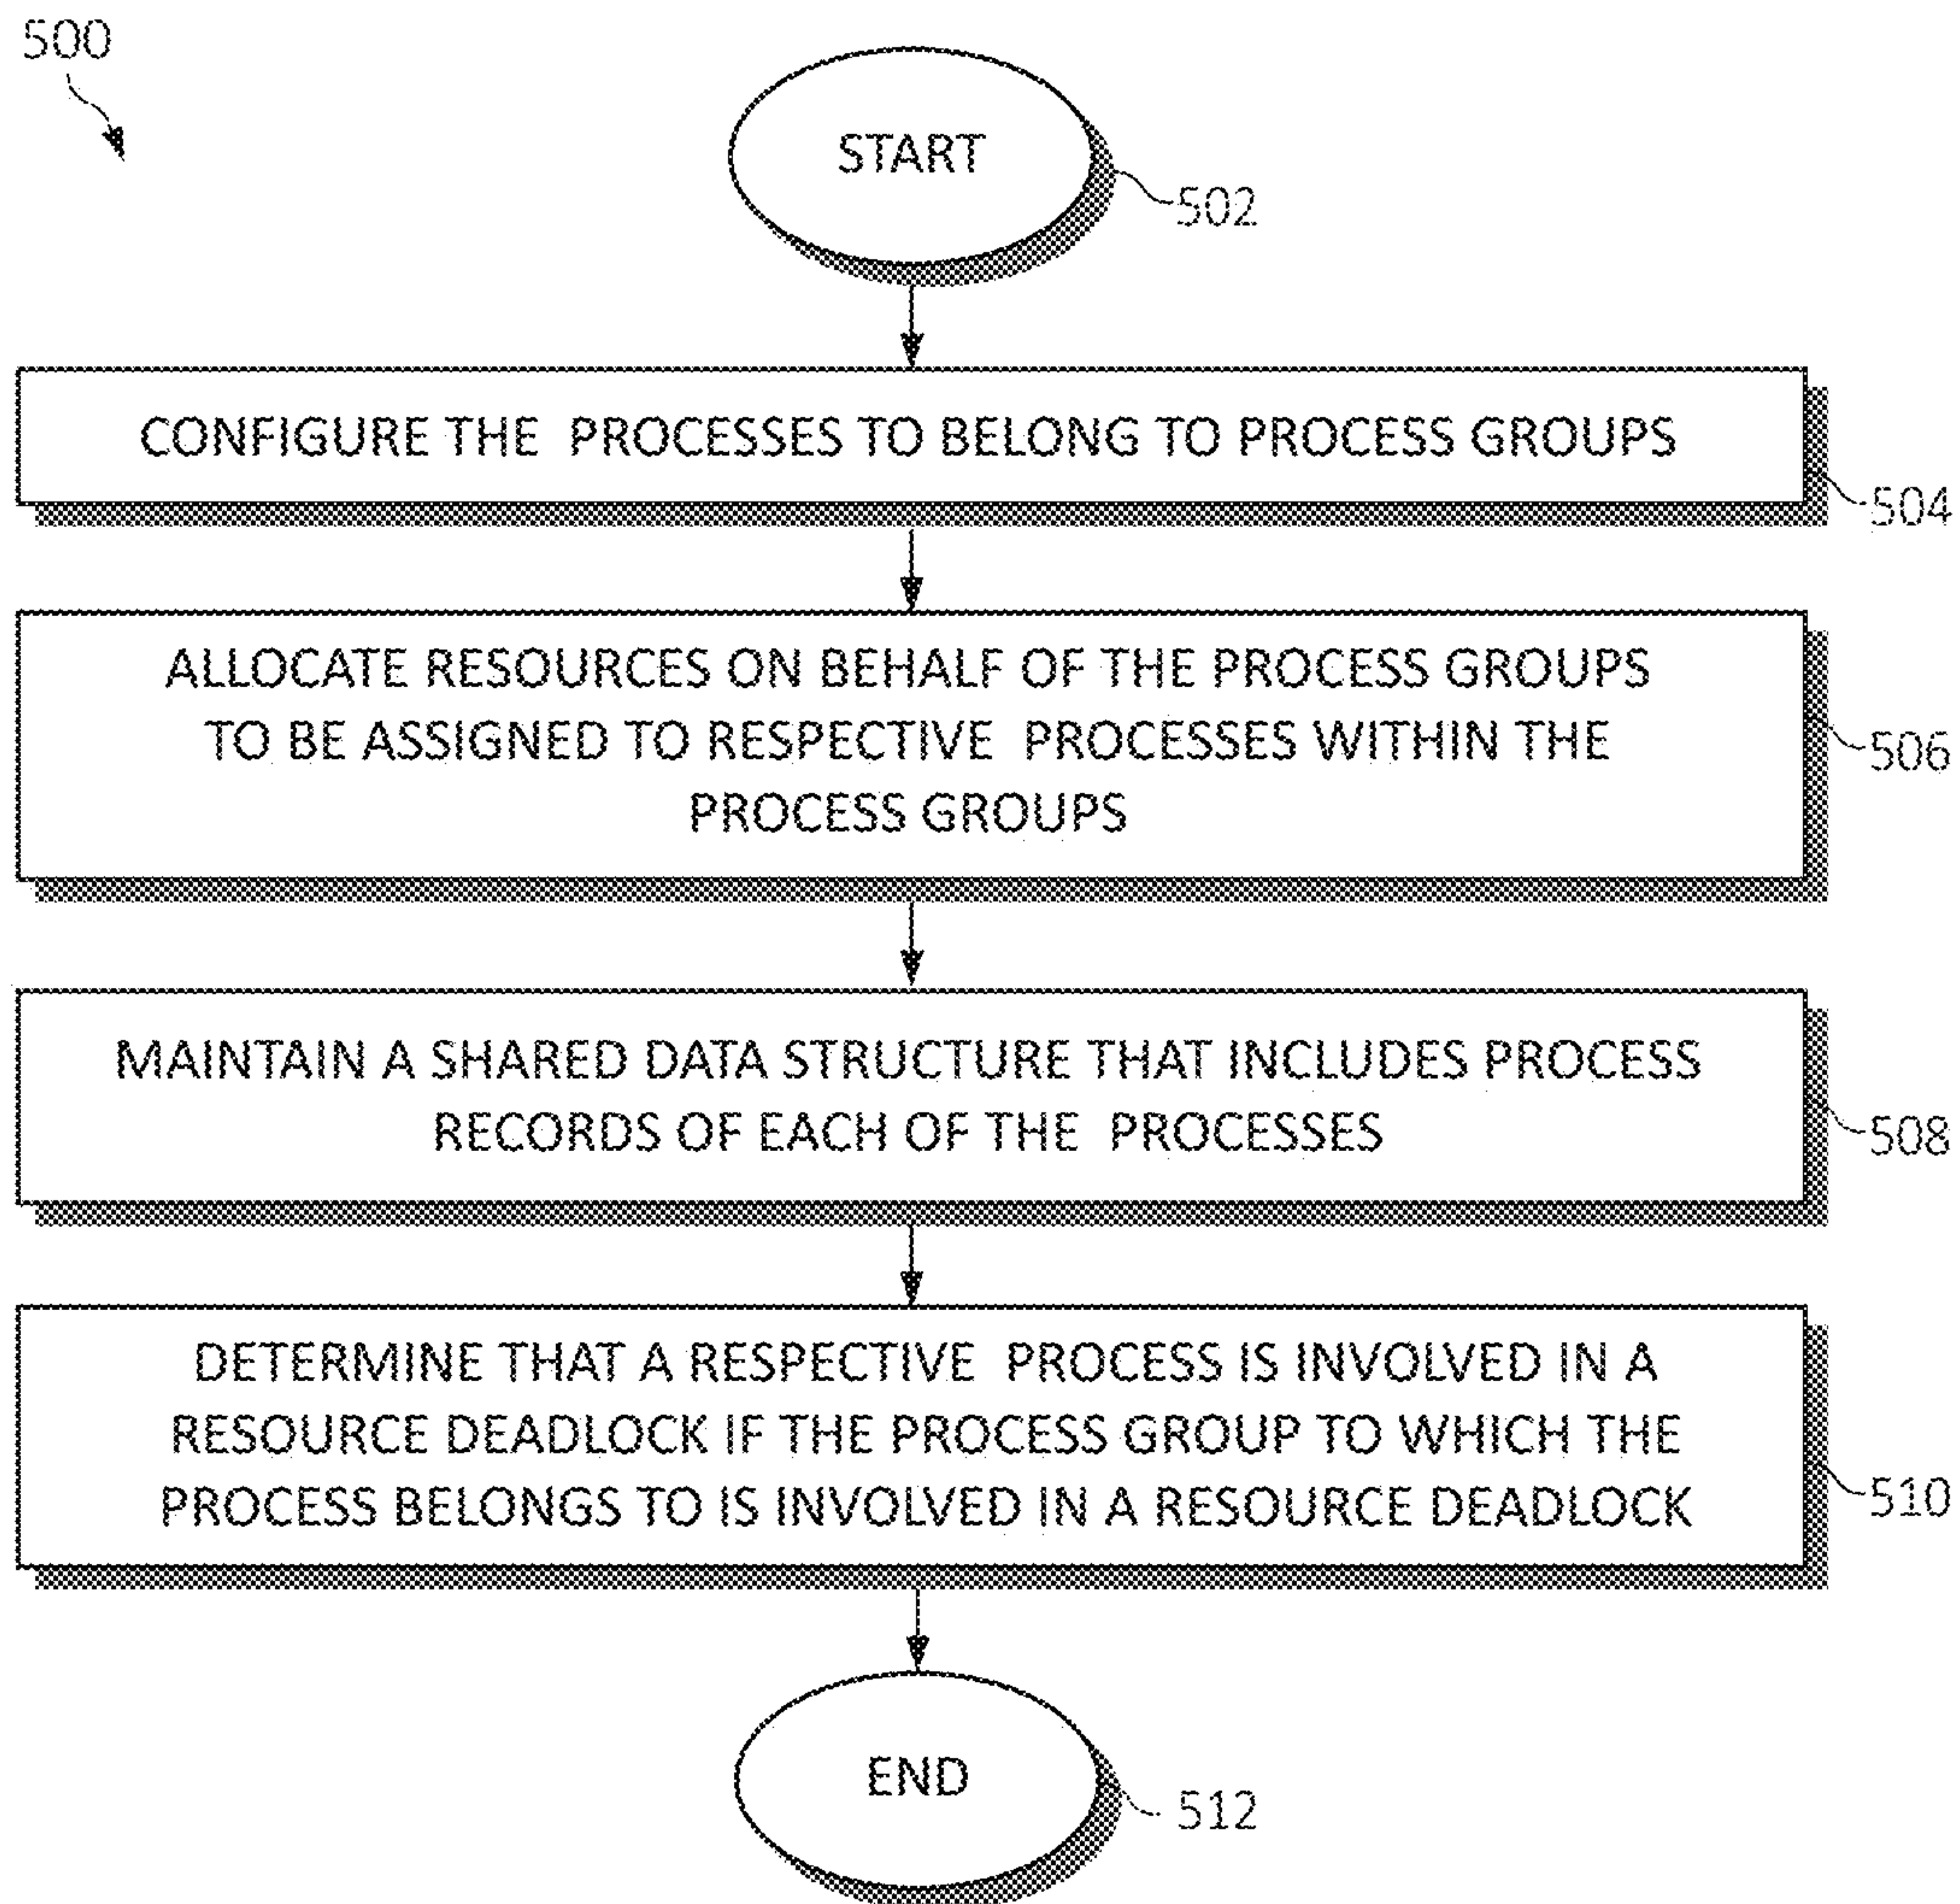 500
START
502
CONFIGURE THE PROCESSES TO BELONG TO PROCESS GROUPS
504
ALLOCATE RESOURCES ON BEHALF OF THE PROCESS GROUPS
TO BE ASSIGNED TO RESPECTIVE PROCESSES WITHIN THE
PROCESS GROUPS
506
MAINTAIN A SHARED DATA STRUCTURE THAT INCLUDES PROCESS
RECORDS OF EACH OF THE PROCESSES
508
DETERMINE THAT A RESPECTIVE PROCESS IS INVOLVED IN A
RESOURCE DEADLOCK IF THE PROCESS GROUP TO WHICH THE
PROCESS BELONGS TO IS INVOLVED IN A RESOURCE DEADLOCK
510
END
512